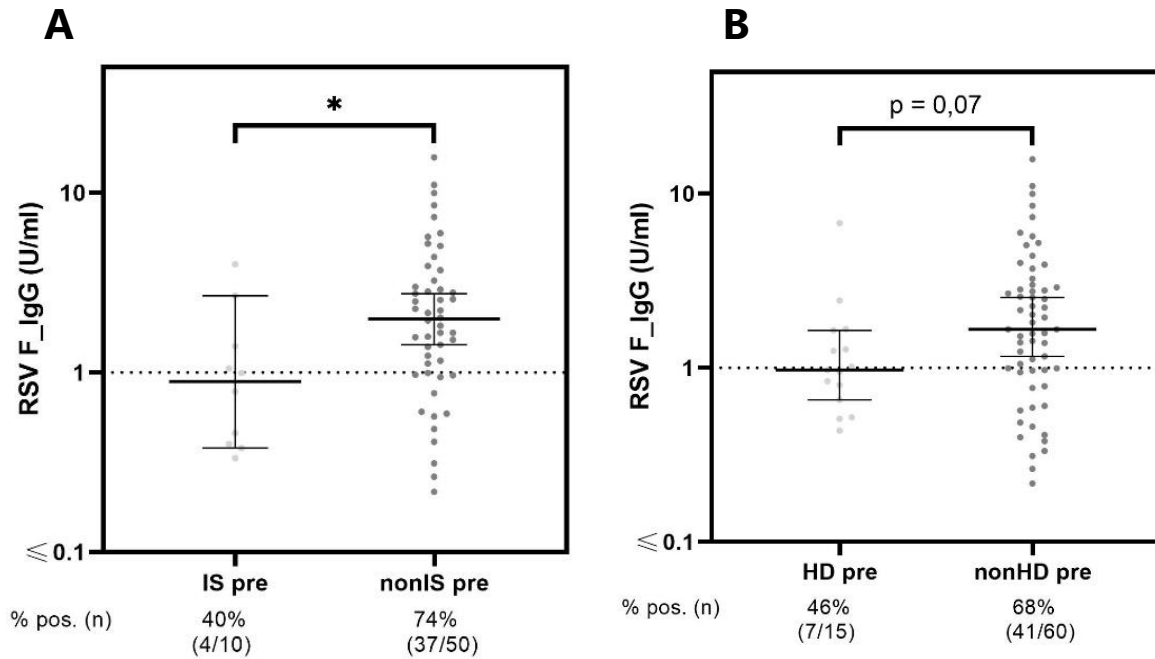 A
*
RSV F_IgG (U/ml)
10
1
≤ 0.1
IS pre
nonIS pre
% pos. (n)
40%
74%
(4/10)
(37/50)
B
p = 0,07
RSV F_IgG (U/ml)
10
1
≤ 0.1
HD pre
nonHD pre
% pos. (n)
46%
68%
(7/15)
(41/60)